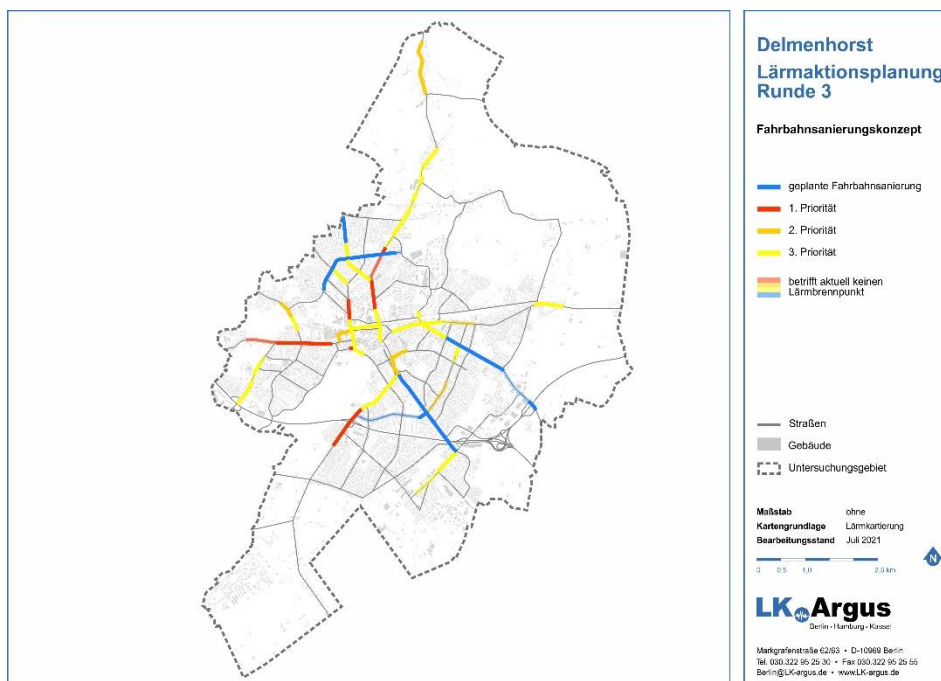 Delmenhorst
Lärmaktionsplanung
Runde 3
Fahrbahnsanierungskonzept
geplante Fahrbahnsanierung
1. Priorität
2. Priorität
3. Priorität
betrifft aktuell keinen
Lärmbrennpunkt
Straßen
Gebäude
Untersuchungsgebiet
Maßstab ohne
Kartengrundlage Lärmkartierung
Bearbeitungsstand Juli 2021
0 0.5 1,0 2.5 km
N
LK Argus
Berlin - Hamburg - Kassel
Markgrafenstraße 62/63 • D-10969 Berlin
Tel. 030.322 95 25 30 • Fax 030.322 95 25 55
Berlin@LK-argus.de • www.LK-argus.de